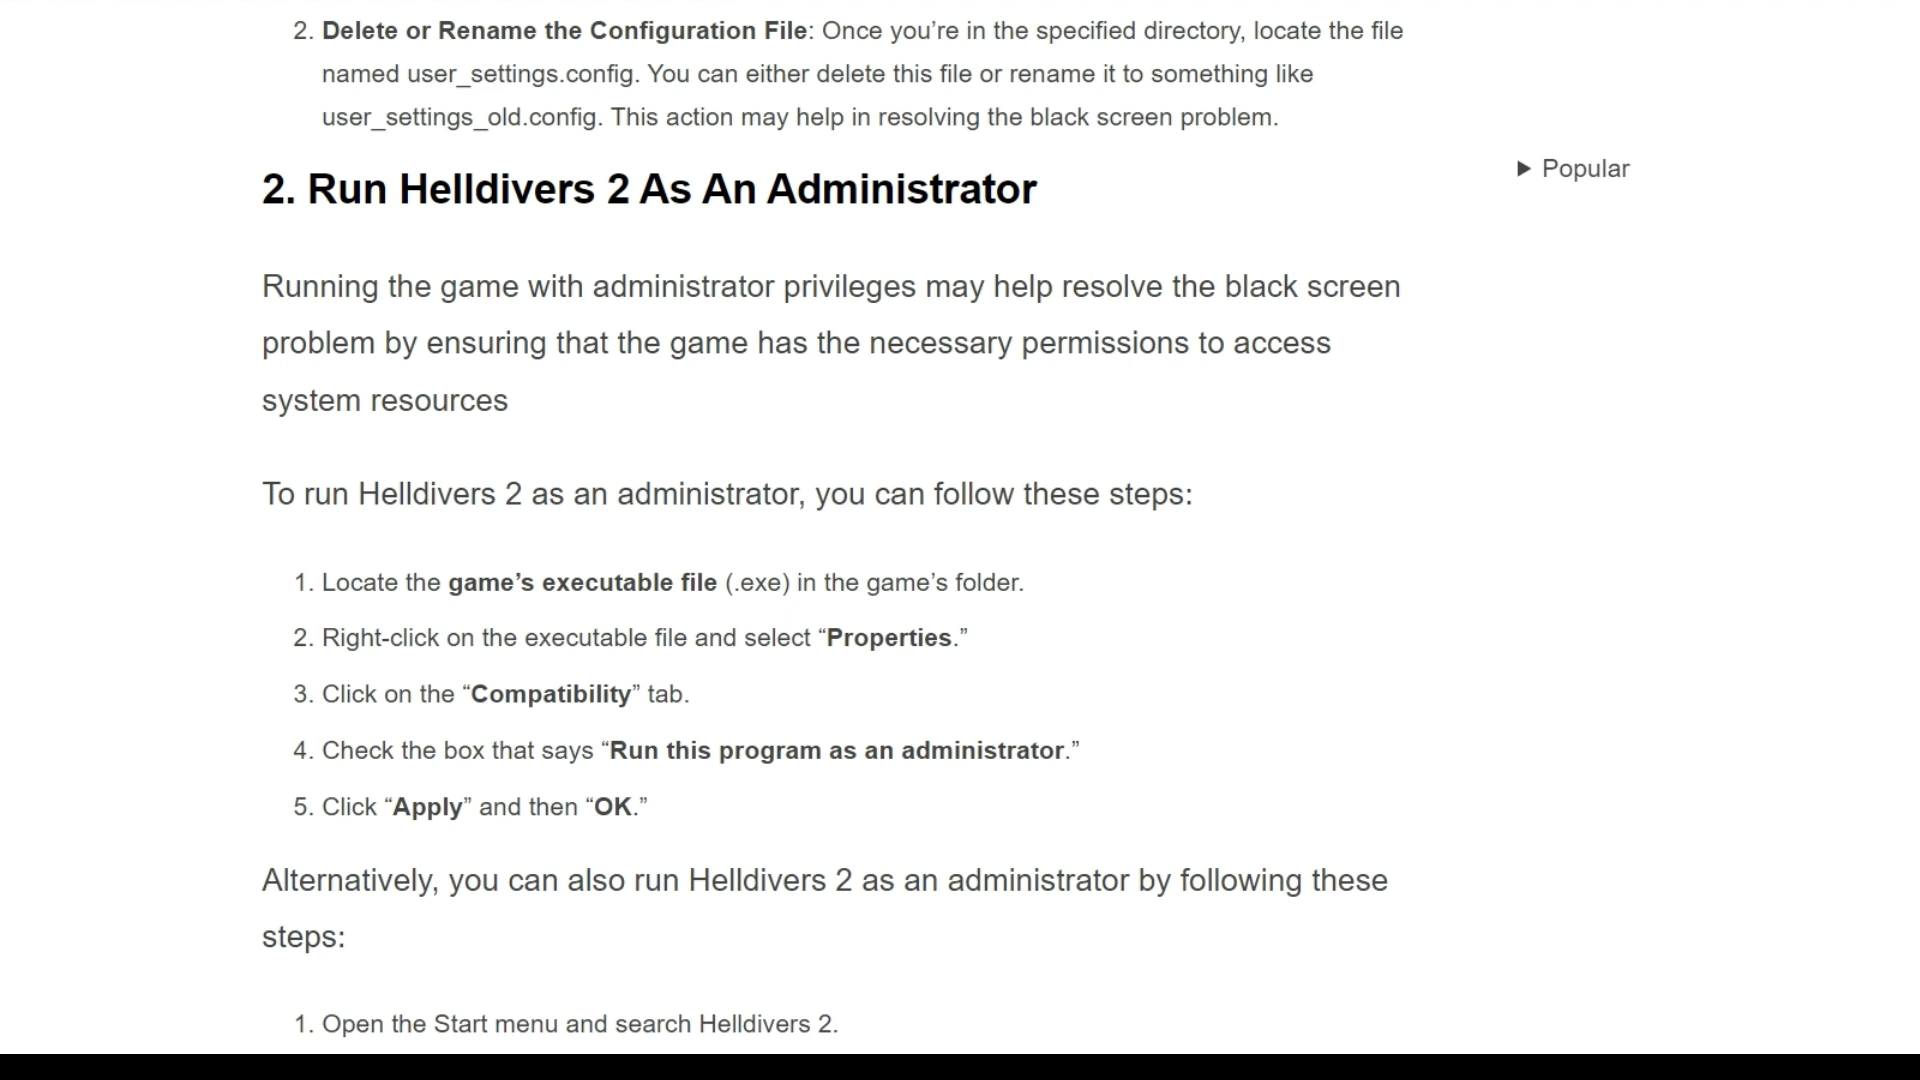 2. Delete or Rename the Configuration File: Once you’re in the specified directory, locate the file
named user_settings.config. You can either delete this file or rename it to something like
user_settings_old.config. This action may help in resolving the black screen problem.
▶ Popular
2. Run Helldivers 2 As An Administrator
Running the game with administrator privileges may help resolve the black screen
problem by ensuring that the game has the necessary permissions to access
system resources
To run Helldivers 2 as an administrator, you can follow these steps:
1. Locate the game’s executable file (.exe) in the game’s folder.
2. Right-click on the executable file and select “Properties.”
3. Click on the “Compatibility” tab.
4. Check the box that says “Run this program as an administrator.”
5. Click “Apply” and then “OK.”
Alternatively, you can also run Helldivers 2 as an administrator by following these
steps:
1. Open the Start menu and search Helldivers 2.